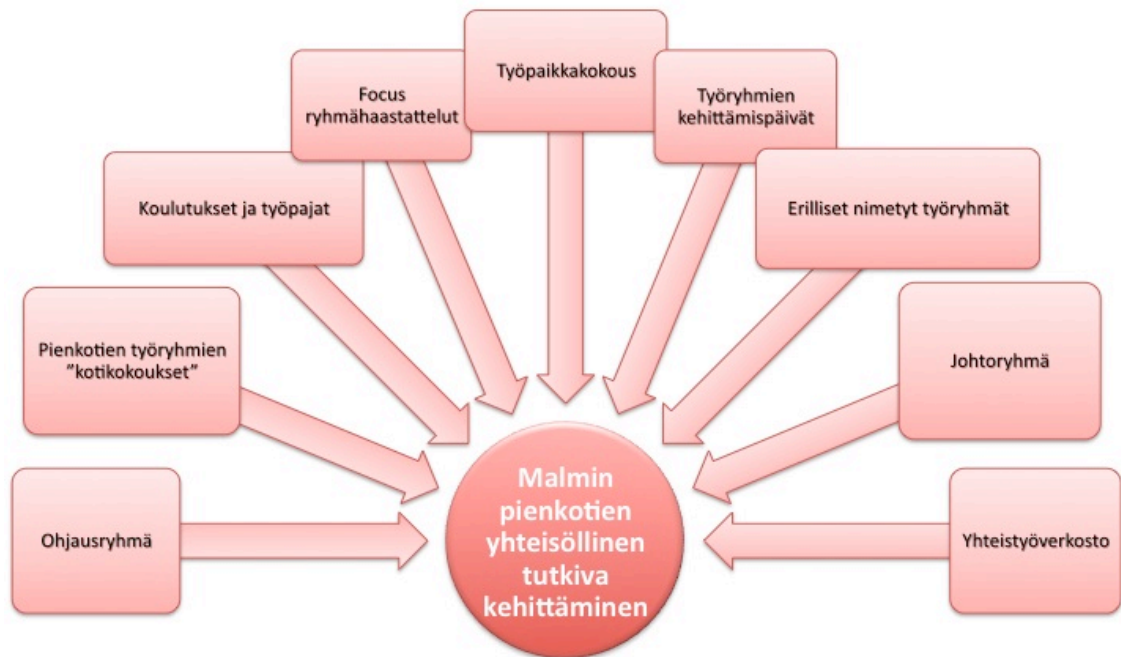 Työpaikkakokous
Focus
ryhmähaastattelut
Työryhmien
kehittämispäivät
Koulutukset ja työpajat
Erilliset nimetyt työryhmät
Pienkotien työryhmien
”kotikokoukset”
Johtoryhmä
Ohjausryhmä
Malmin
pienkotien
yhteisöllinen
tutkiva
kehittäminen
Yhteistyöverkosto